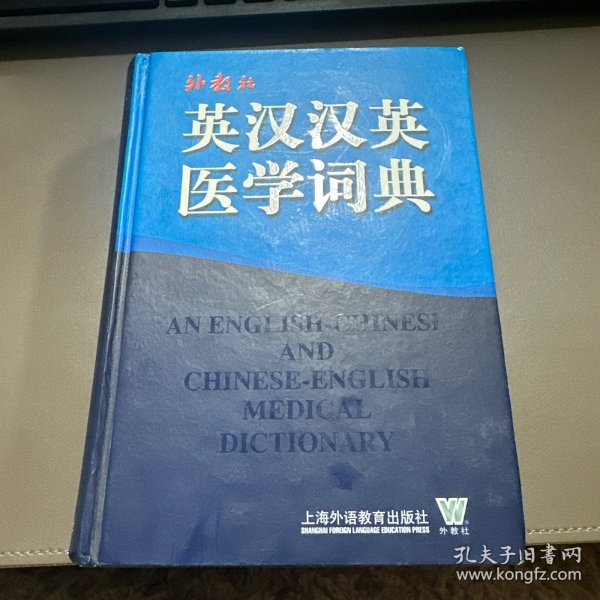 外教社
英汉汉英
医学词典
AN ENGLISH-CHINESE
AND
CHINESE-ENGLISH
MEDICAL
DICTIONARY
上海外语教育出版社
SHANGHAI FOREIGN LANGUAGE EDUCATION PRESS
W
外教社
孔夫子旧书网
www.kongfz.com